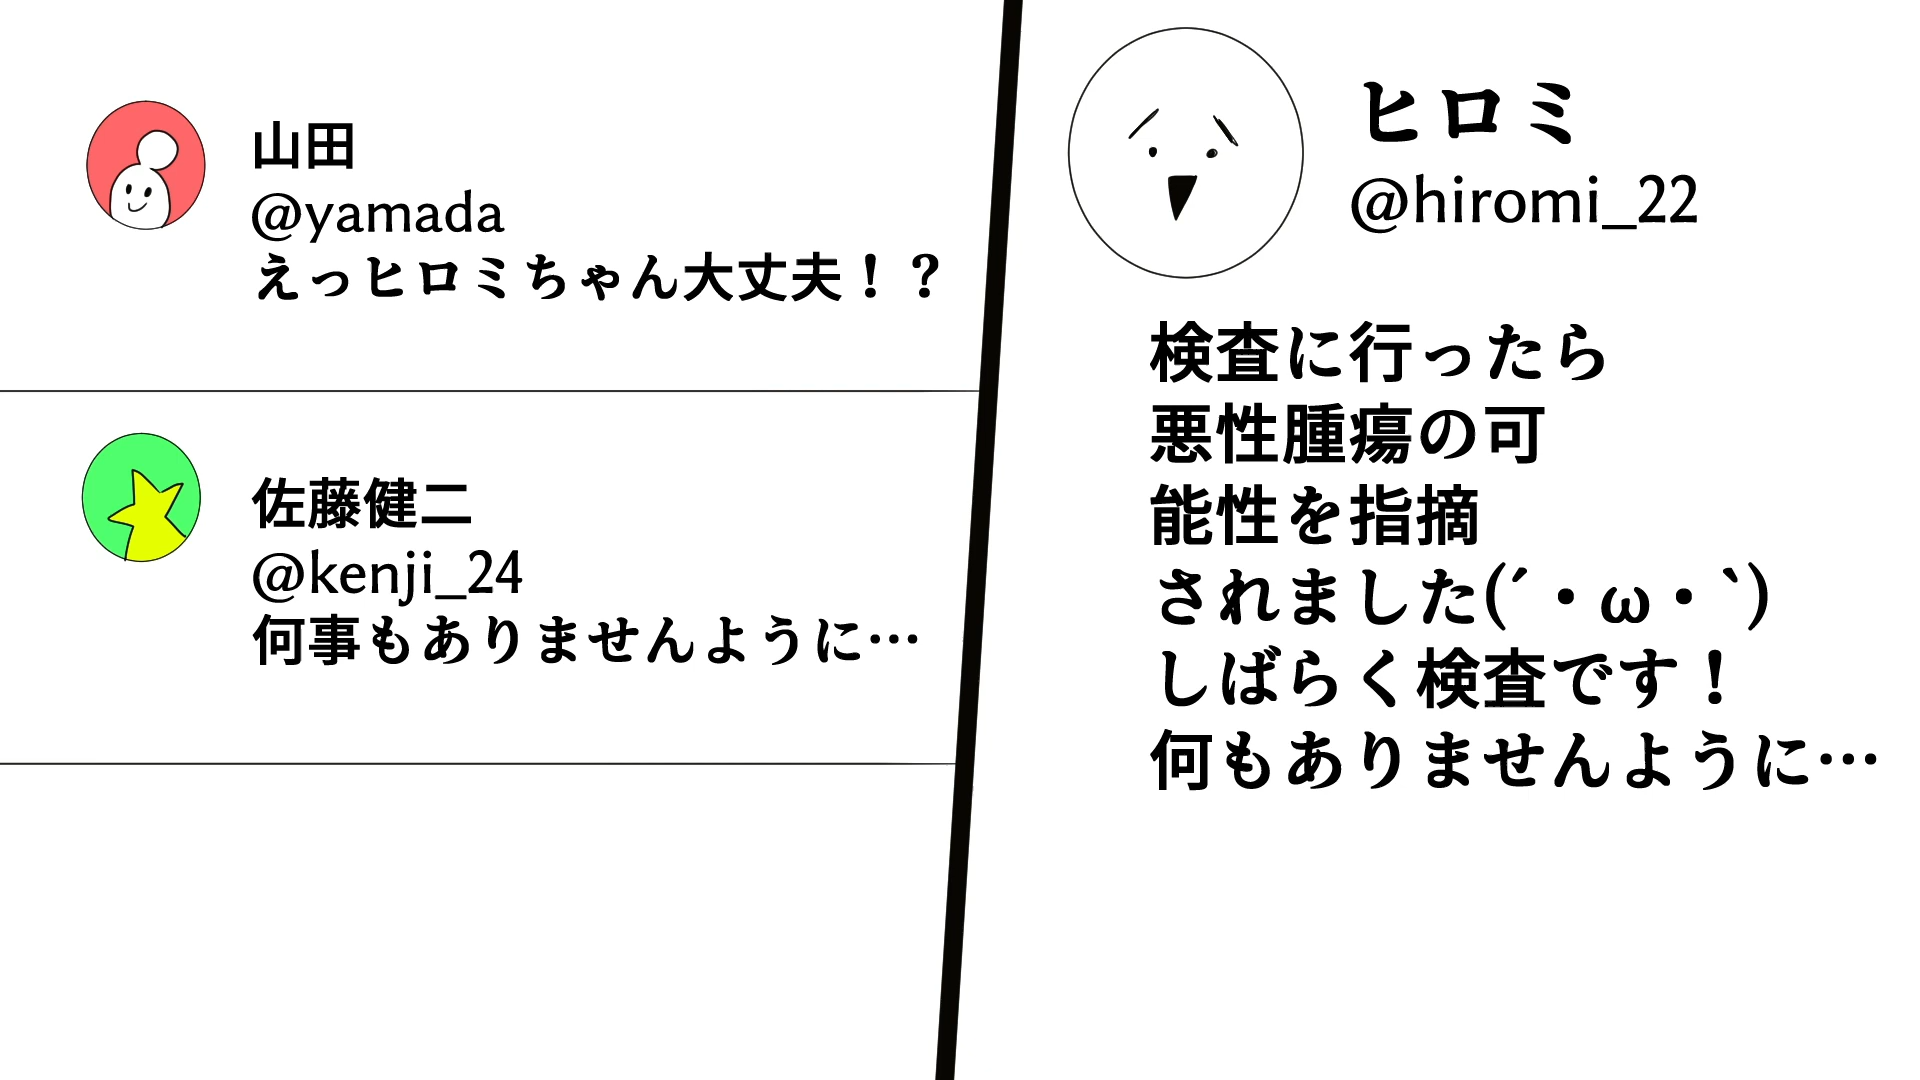 山田
@yamada
えっヒロミちゃん大丈夫！？
佐藤健二
@kenji_24
何事もありませんように…
ヒロミ
@hiromi_22
検査に行ったら
悪性腫瘍の可
能性を指摘
されました(´・ω・`)
しばらく検査です！
何もありませんように…